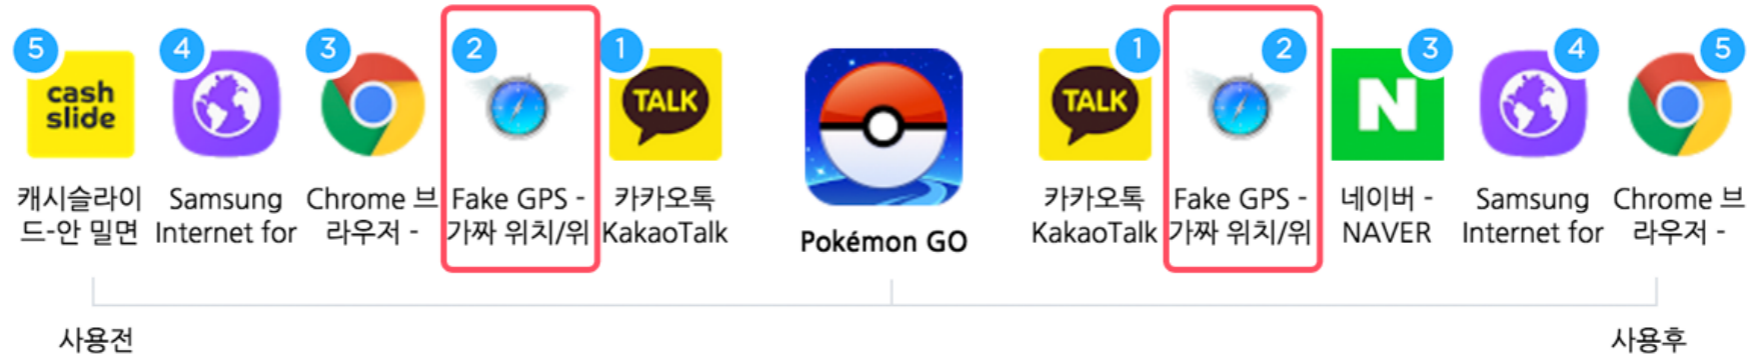 5
cash
slide
캐시슬라이
드-안 밀면
4
Samsung
Internet for
3
Chrome 브
라우저 -
2
Fake GPS -
가짜 위치/위
1
TALK
카카오톡
KakaoTalk
Pokémon GO
1
TALK
카카오톡
KakaoTalk
2
Fake GPS -
가짜 위치/위
3
N
네이버 -
NAVER
4
Samsung
Internet for
5
Chrome 브
라우저 -
사용전
사용후